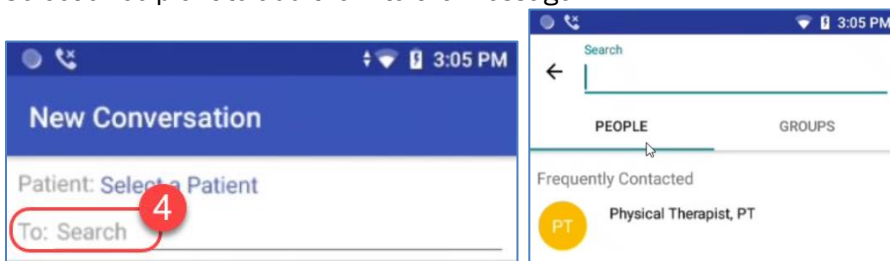 3:05 PM
New Conversation
Patient: Select a Patient
4
To: Search
3:05 PM
Search
PEOPLE GROUPS
Frequently Contacted
PT
Physical Therapist, PT